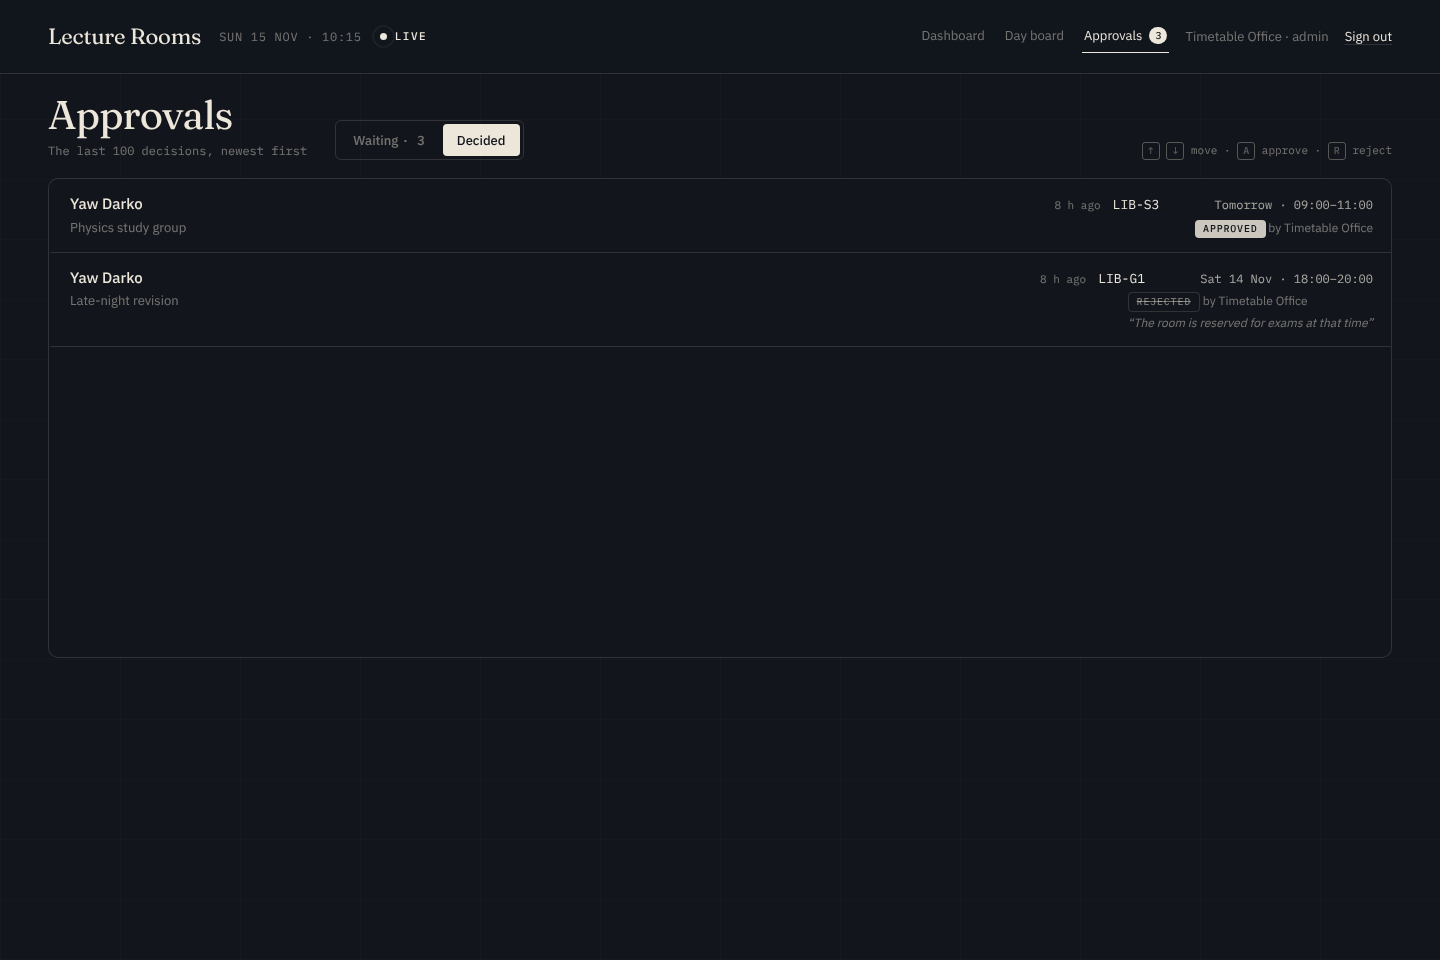 Lecture Rooms SUN 15 NOV · 10:15 LIVE Dashboard Day board Approvals 3 Timetable Office · admin Sign out
Approvals
The last 100 decisions, newest first
Waiting · 3 Decided
↑ ↓ move · A approve · R reject
Yaw Darko 8 h ago LIB-S3 Tomorrow · 09:00–11:00
Physics study group APPROVED by Timetable Office
Yaw Darko 8 h ago LIB-G1 Sat 14 Nov · 18:00–20:00
Late-night revision REJECTED by Timetable Office
“The room is reserved for exams at that time”